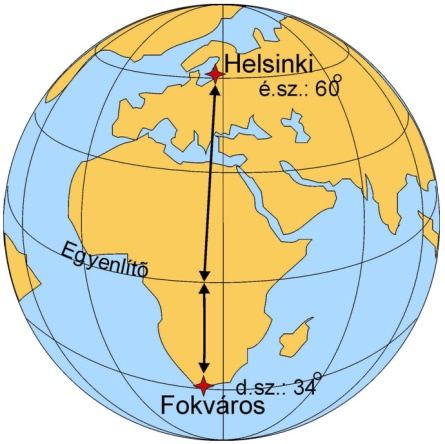 Helsinki
é.sz.: 60°
Egyenlítő
d.sz.: 34°
Fokváros